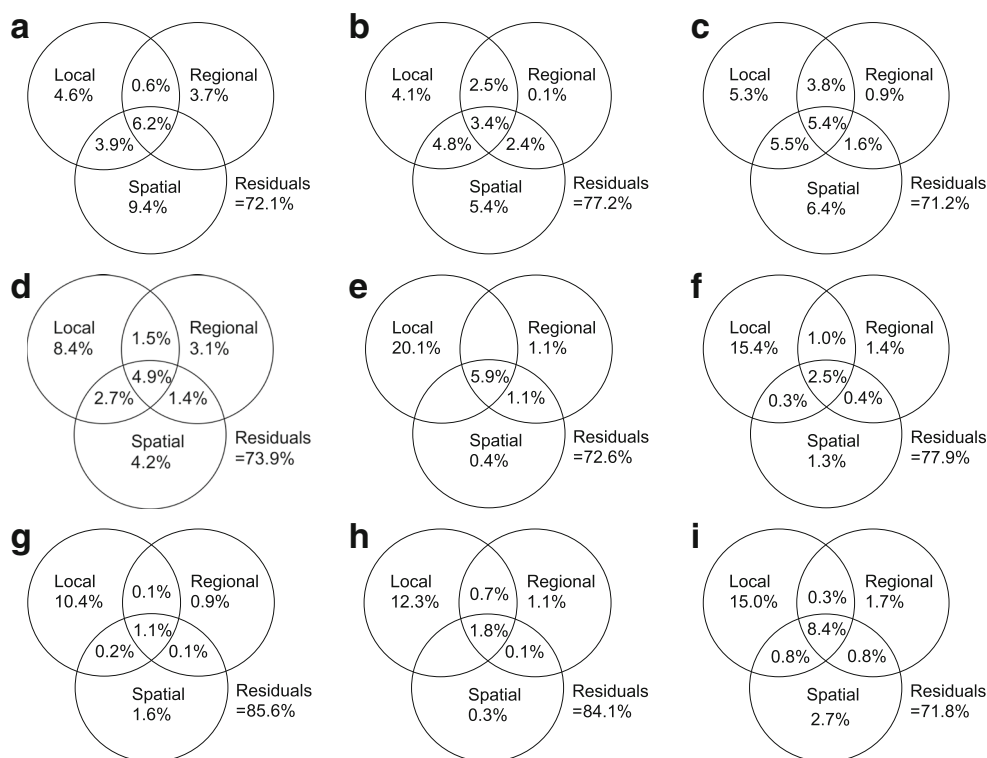 a
Local
4.6%
0.6%
Regional
3.7%
6.2%
3.9%
Spatial
9.4%
Residuals
=72.1%
b
Local
4.1%
2.5%
Regional
0.1%
3.4%
4.8%
2.4%
Spatial
5.4%
Residuals
=77.2%
c
Local
5.3%
3.8%
Regional
0.9%
5.4%
5.5%
1.6%
Spatial
6.4%
Residuals
=71.2%
d
Local
8.4%
1.5%
Regional
3.1%
4.9%
2.7%
1.4%
Spatial
4.2%
Residuals
=73.9%
e
Local
20.1%
Regional
1.1%
5.9%
1.1%
Spatial
0.4%
Residuals
=72.6%
f
Local
15.4%
1.0%
Regional
1.4%
2.5%
0.3%
0.4%
Spatial
1.3%
Residuals
=77.9%
g
Local
10.4%
0.1%
Regional
0.9%
1.1%
0.2%
0.1%
Spatial
1.6%
Residuals
=85.6%
h
Local
12.3%
0.7%
Regional
1.1%
1.8%
0.1%
Spatial
0.3%
Residuals
=84.1%
i
Local
15.0%
0.3%
Regional
1.7%
8.4%
0.8%
0.8%
Spatial
2.7%
Residuals
=71.8%